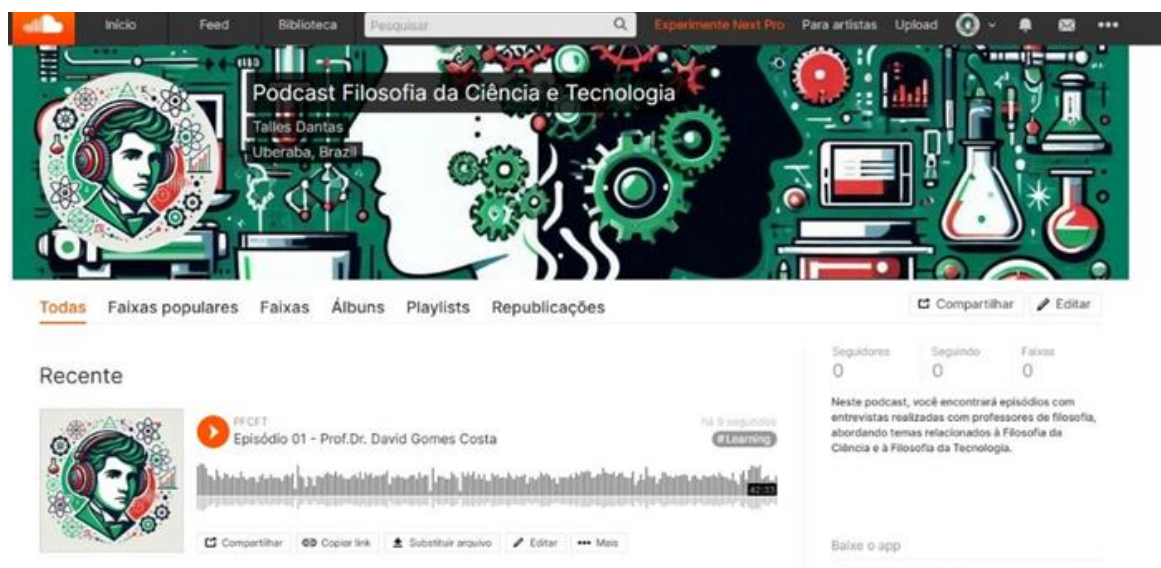 Início Feed Biblioteca Pesquisar Experimente Next Pro Para artistas Upload
Podcast Filosofia da Ciência e Tecnologia
Talles Dantas
Uberaba, Brazil
Todas Faixas populares Faixas Álbuns Playlists Republicações Compartilhar Editar
Seguidores Seguindo Faixas
0 0 0
Recente
Neste podcast, você encontrará episódios com
entrevistas realizadas com professores de filosofia,
abordando temas relacionados à Filosofia da
Ciência e à Filosofia da Tecnologia.
PFCFT há 9 segundos
Episódio 01 - Prof.Dr. David Gomes Costa #Learning
42:33
Compartilhar Copiar link Substituir arquivo Editar Mais
Baixe o app